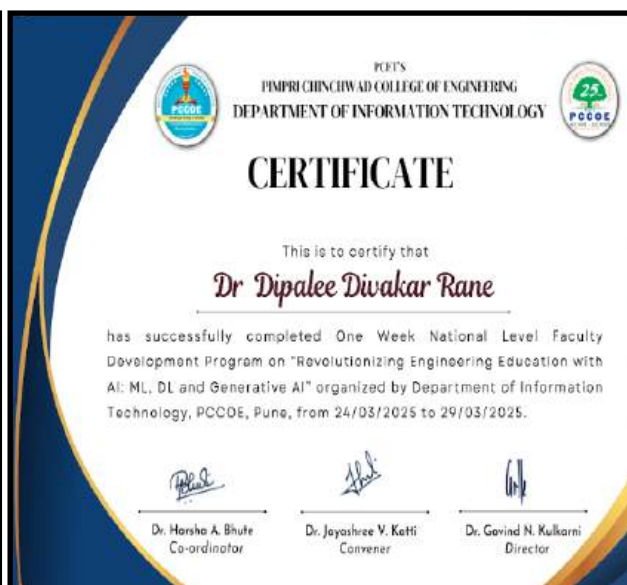 PCET'S
PIMPRI CHINCHWAD COLLEGE OF ENGINEERING
DEPARTMENT OF INFORMATION TECHNOLOGY
PCCOE
25
PCCOE
CERTIFICATE
This is to certify that
Dr Dipalee Divakar Rane
has successfully completed One Week National Level Faculty
Development Program on "Revolutionizing Engineering Education with
AI: ML, DL and Generative AI" organized by Department of Information
Technology, PCCOE, Pune, from 24/03/2025 to 29/03/2025.
Dr. Harsha A. Bhute
Co-ordinator
Dr. Jayashree V. Katti
Convener
Dr. Govind N. Kulkarni
Director